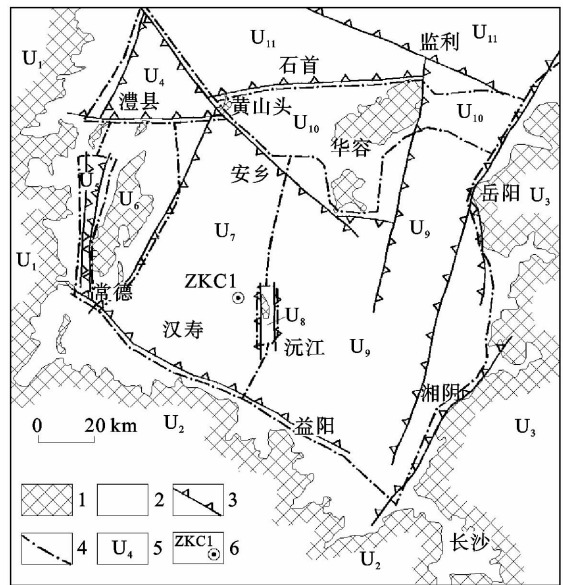 U₁
U₁₁
监利
U₁₁
U₄
石首
澧县
黄山头
U₁₀
U₁₀
华容
安乡
岳阳
U₃
U
U₆
U₇
U₉
U₁
ZKC1
常德
U₈
汉寿
沅江
U₉
湘阴
0 20 km
U₂
益阳
U₃
1 2 3
4 U₄ 5 ZKC1 6
U₂
长沙